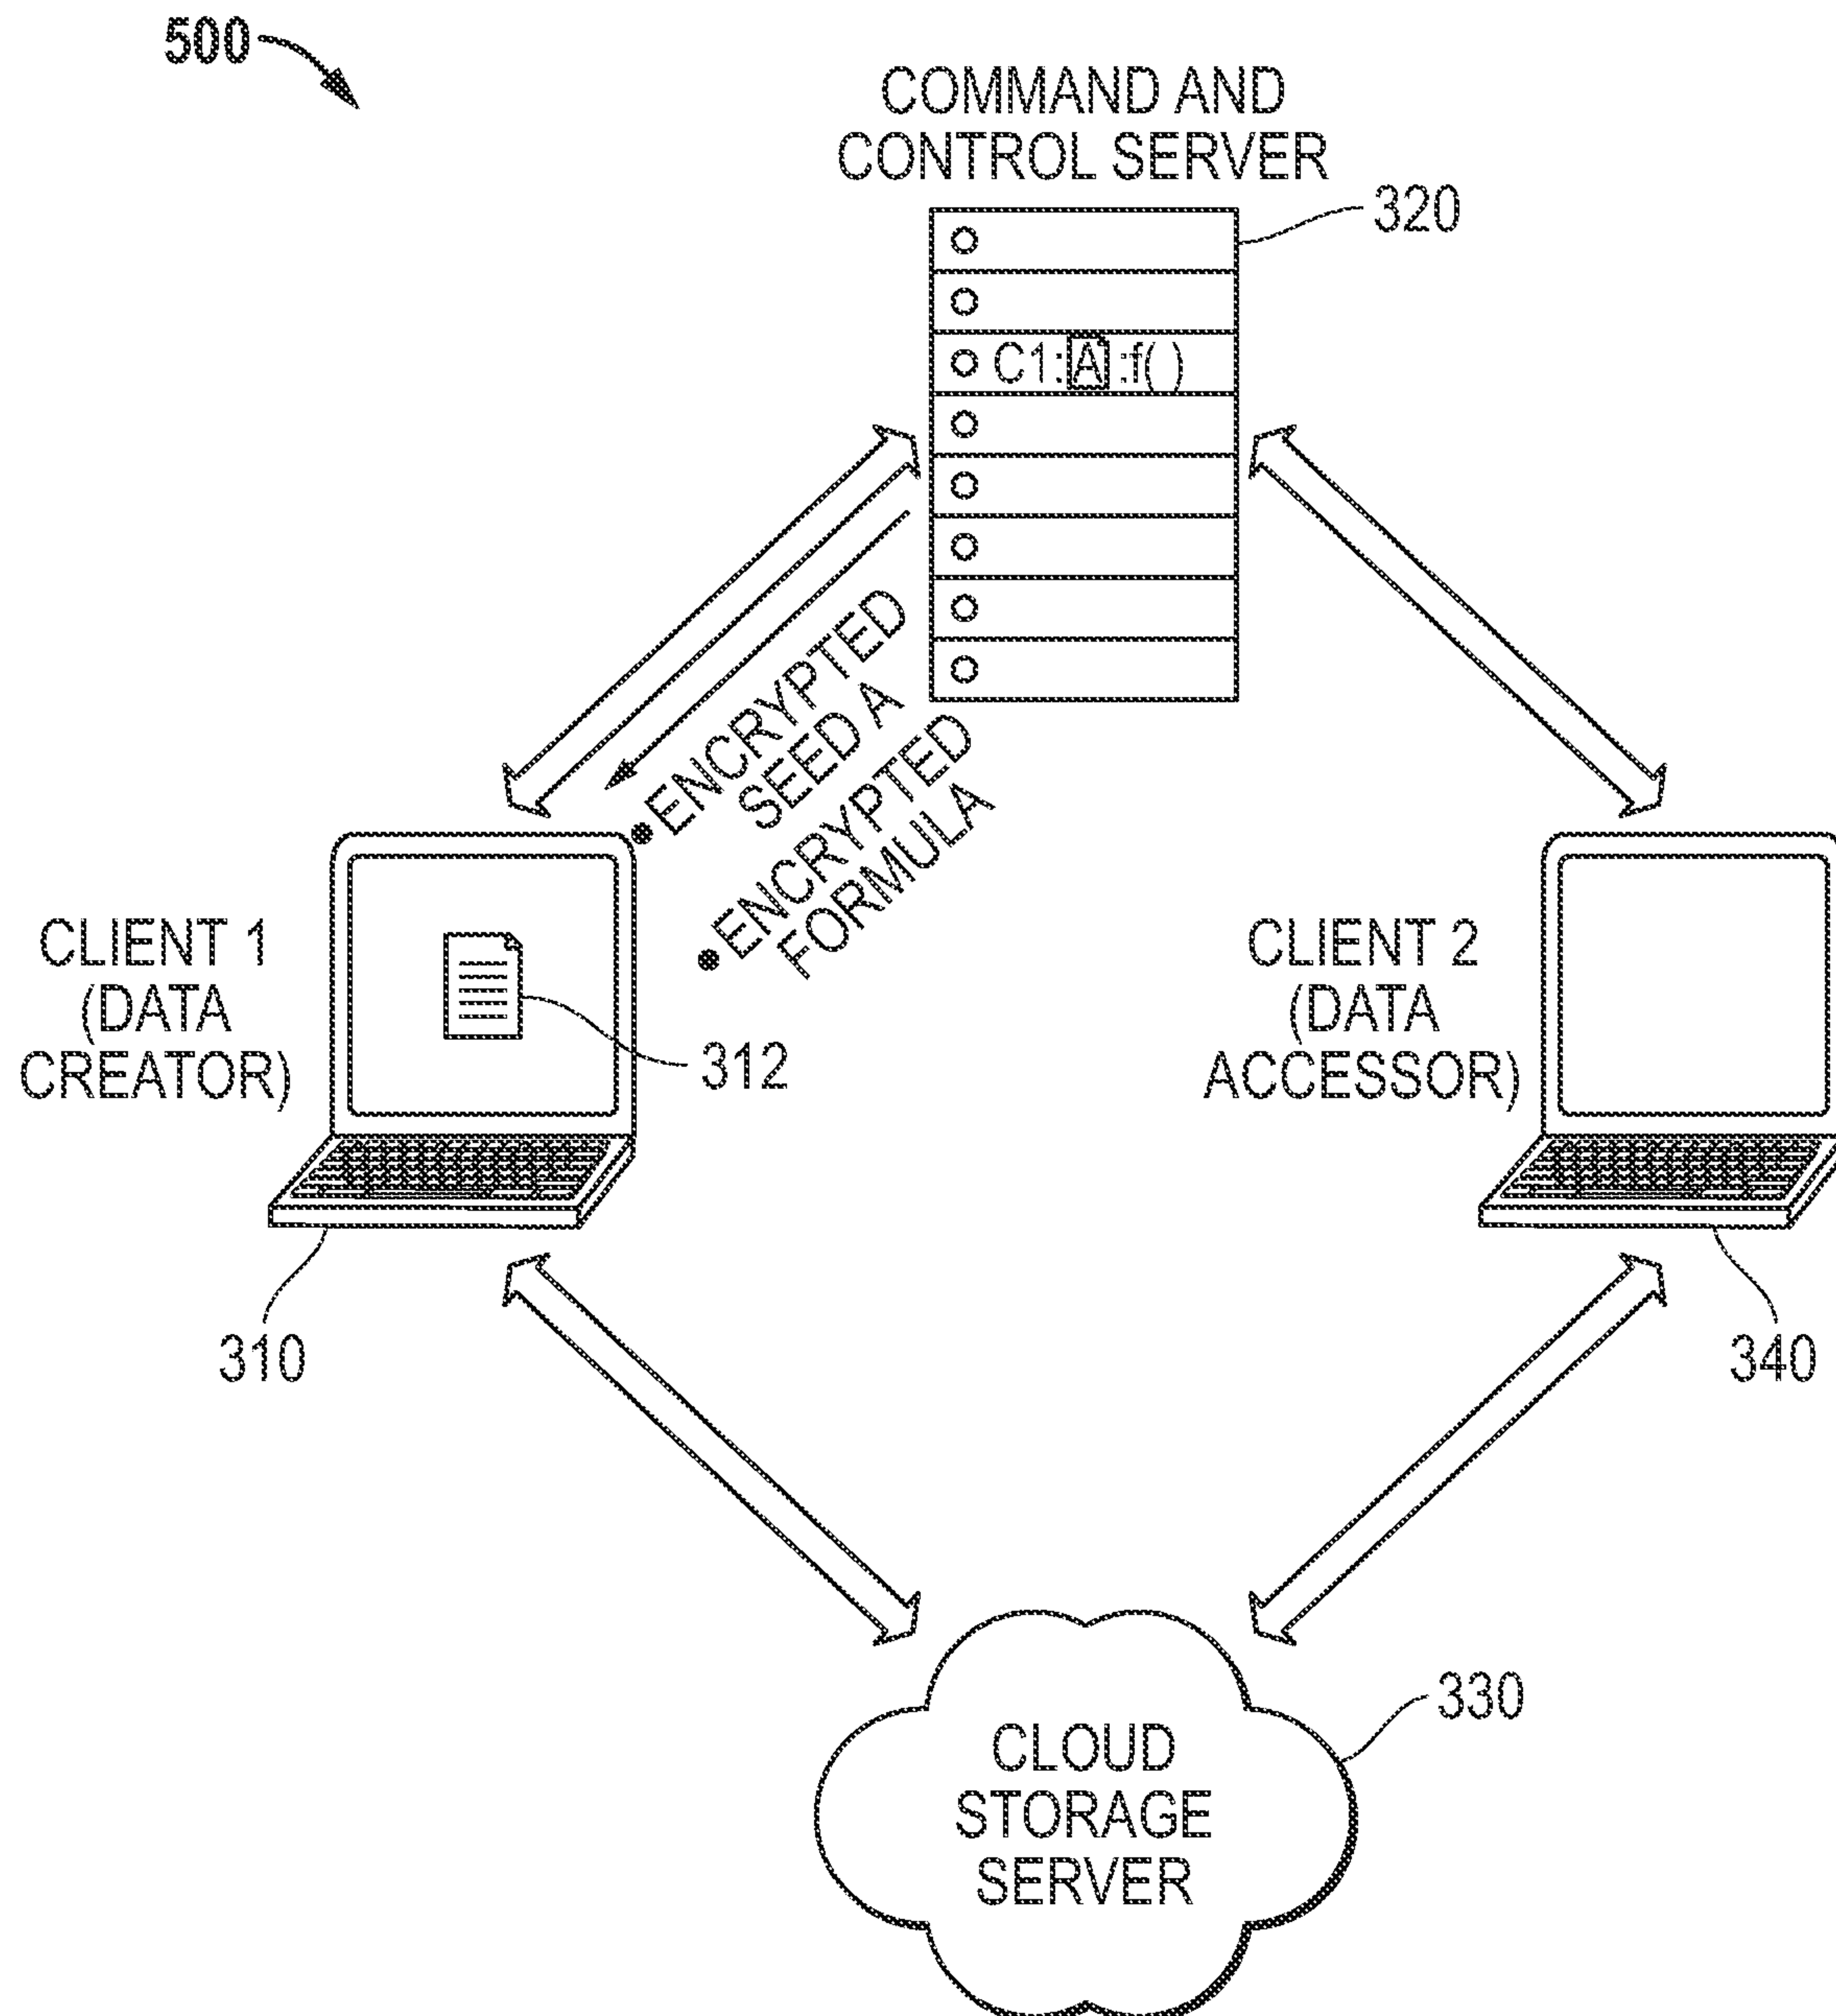 500
COMMAND AND
CONTROL SERVER
320
C1:A:f( )
• ENCRYPTED
SEED A
• ENCRYPTED
FORMULA
CLIENT 1
(DATA
CREATOR)
312
310
CLIENT 2
(DATA
ACCESSOR)
340
330
CLOUD
STORAGE
SERVER